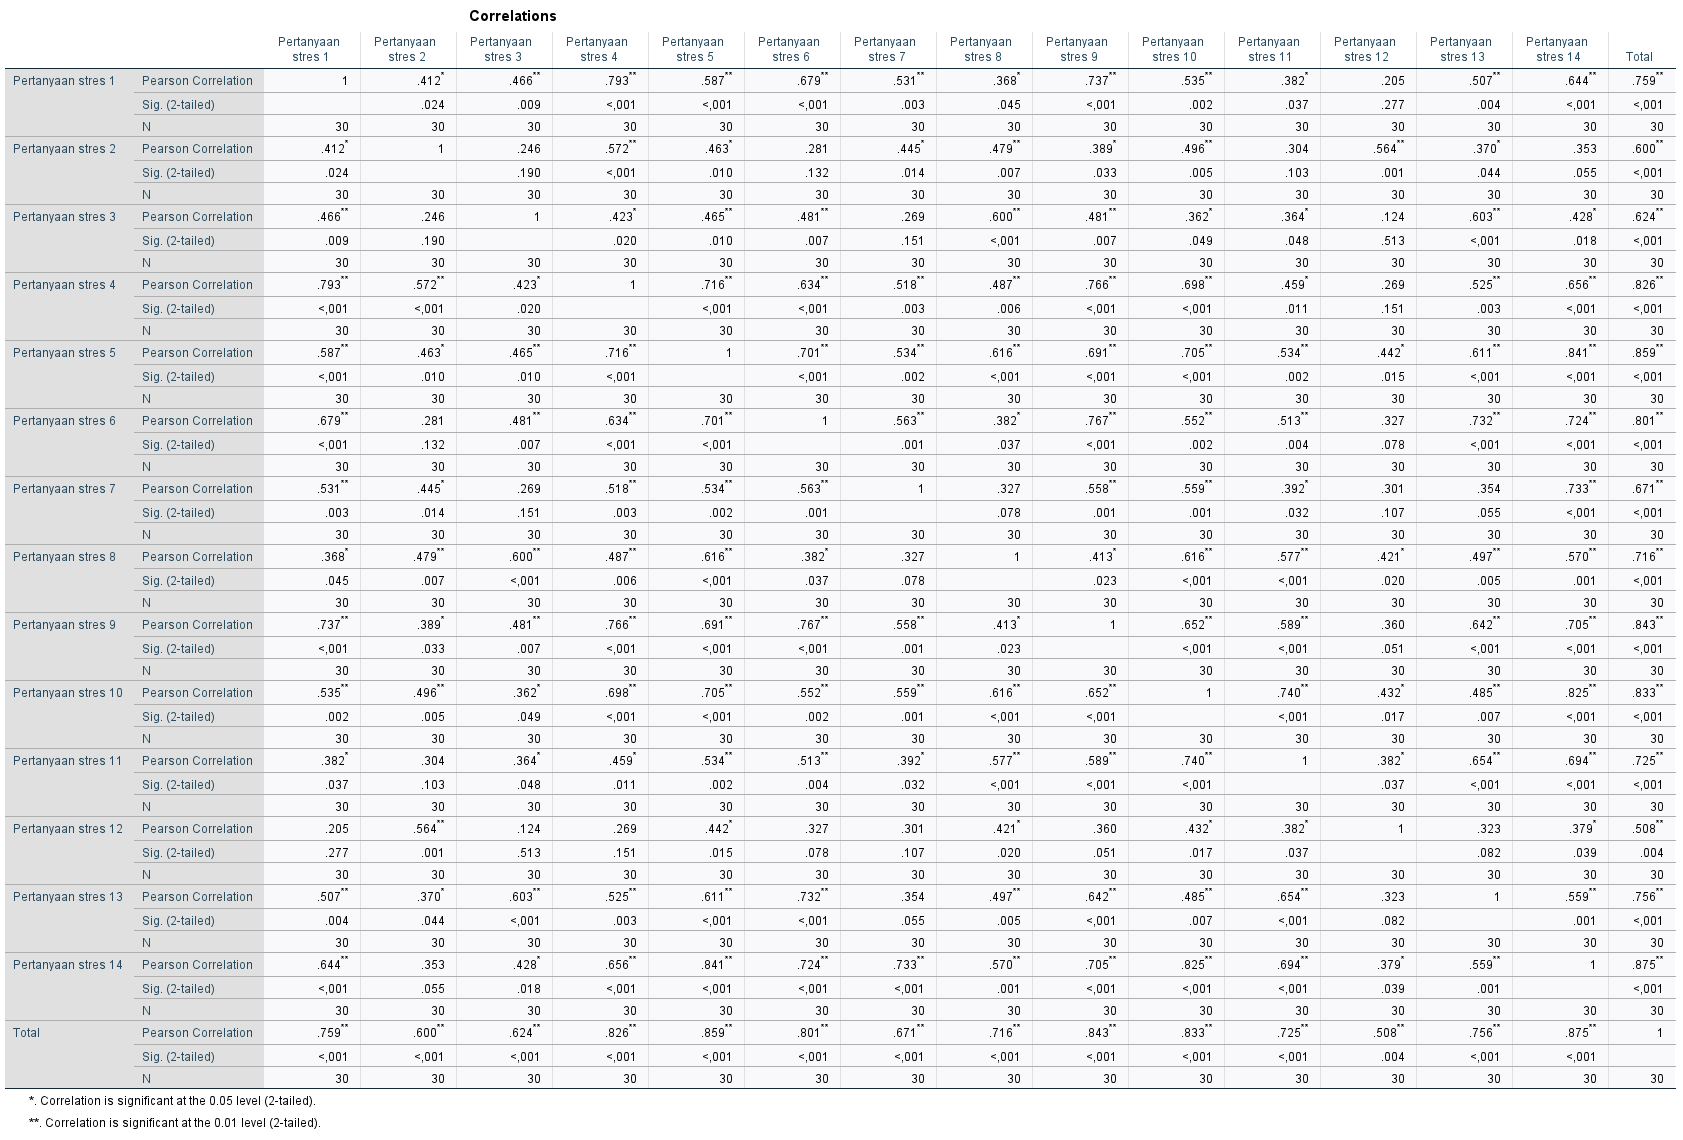 Correlations
Pertanyaan stres 1 Pertanyaan stres 2 Pertanyaan stres 3 Pertanyaan stres 4 Pertanyaan stres 5 Pertanyaan stres 6 Pertanyaan stres 7 Pertanyaan stres 8 Pertanyaan stres 9 Pertanyaan stres 10 Pertanyaan stres 11 Pertanyaan stres 12 Pertanyaan stres 13 Pertanyaan stres 14 Total
Pertanyaan stres 1 Pearson Correlation 1 .412* .466** .793** .587** .679** .531** .368* .737** .535** .382* .205 .507** .644** .759**
Sig. (2-tailed) .024 .009 <,001 <,001 <,001 .003 .045 <,001 .002 .037 .277 .004 <,001 <,001
N 30 30 30 30 30 30 30 30 30 30 30 30 30 30 30
Pertanyaan stres 2 Pearson Correlation .412* 1 .246 .572** .463* .281 .445* .479** .389* .496** .304 .564** .370* .353 .600**
Sig. (2-tailed) .024 .190 <,001 .010 .132 .014 .007 .033 .005 .103 .001 .044 .055 <,001
N 30 30 30 30 30 30 30 30 30 30 30 30 30 30 30
Pertanyaan stres 3 Pearson Correlation .466** .246 1 .423* .465** .481** .269 .600** .481** .362* .364* .124 .603** .428* .624**
Sig. (2-tailed) .009 .190 .020 .010 .007 .151 <,001 .007 .049 .048 .513 <,001 .018 <,001
N 30 30 30 30 30 30 30 30 30 30 30 30 30 30 30
Pertanyaan stres 4 Pearson Correlation .793** .572** .423* 1 .716** .634** .518** .487** .766** .698** .459* .269 .525** .656** .826**
Sig. (2-tailed) <,001 <,001 .020 <,001 <,001 .003 .006 <,001 <,001 .011 .151 .003 <,001 <,001
N 30 30 30 30 30 30 30 30 30 30 30 30 30 30 30
Pertanyaan stres 5 Pearson Correlation .587** .463* .465** .716** 1 .701** .534** .616** .691** .705** .534** .442* .611** .841** .859**
Sig. (2-tailed) <,001 .010 .010 <,001 <,001 .002 <,001 <,001 <,001 .002 .015 <,001 <,001 <,001
N 30 30 30 30 30 30 30 30 30 30 30 30 30 30 30
Pertanyaan stres 6 Pearson Correlation .679** .281 .481** .634** .701** 1 .563** .382* .767** .552** .513** .327 .732** .724** .801**
Sig. (2-tailed) <,001 .132 .007 <,001 <,001 .001 .037 <,001 .002 .004 .078 <,001 <,001 <,001
N 30 30 30 30 30 30 30 30 30 30 30 30 30 30 30
Pertanyaan stres 7 Pearson Correlation .531** .445* .269 .518** .534** .563** 1 .327 .558** .559** .392* .301 .354 .733** .671**
Sig. (2-tailed) .003 .014 .151 .003 .002 .001 .078 .001 .001 .032 .107 .055 <,001 <,001
N 30 30 30 30 30 30 30 30 30 30 30 30 30 30 30
Pertanyaan stres 8 Pearson Correlation .368* .479** .600** .487** .616** .382* .327 1 .413* .616** .577** .421* .497** .570** .716**
Sig. (2-tailed) .045 .007 <,001 .006 <,001 .037 .078 .023 <,001 <,001 .020 .005 .001 <,001
N 30 30 30 30 30 30 30 30 30 30 30 30 30 30 30
Pertanyaan stres 9 Pearson Correlation .737** .389* .481** .766** .691** .767** .558** .413* 1 .652** .589** .360 .642** .705** .843**
Sig. (2-tailed) <,001 .033 .007 <,001 <,001 <,001 .001 .023 <,001 <,001 .051 <,001 <,001 <,001
N 30 30 30 30 30 30 30 30 30 30 30 30 30 30 30
Pertanyaan stres 10 Pearson Correlation .535** .496** .362* .698** .705** .552** .559** .616** .652** 1 .740** .432* .485** .825** .833**
Sig. (2-tailed) .002 .005 .049 <,001 <,001 .002 .001 <,001 <,001 <,001 .017 .007 <,001 <,001
N 30 30 30 30 30 30 30 30 30 30 30 30 30 30 30
Pertanyaan stres 11 Pearson Correlation .382* .304 .364* .459* .534** .513** .392* .577** .589** .740** 1 .382* .654** .694** .725**
Sig. (2-tailed) .037 .103 .048 .011 .002 .004 .032 <,001 <,001 <,001 .037 <,001 <,001 <,001
N 30 30 30 30 30 30 30 30 30 30 30 30 30 30 30
Pertanyaan stres 12 Pearson Correlation .205 .564** .124 .269 .442* .327 .301 .421* .360 .432* .382* 1 .323 .379* .508**
Sig. (2-tailed) .277 .001 .513 .151 .015 .078 .107 .020 .051 .017 .037 .082 .039 .004
N 30 30 30 30 30 30 30 30 30 30 30 30 30 30 30
Pertanyaan stres 13 Pearson Correlation .507** .370* .603** .525** .611** .732** .354 .497** .642** .485** .654** .323 1 .559** .756**
Sig. (2-tailed) .004 .044 <,001 .003 <,001 <,001 .055 .005 <,001 .007 <,001 .082 .001 <,001
N 30 30 30 30 30 30 30 30 30 30 30 30 30 30 30
Pertanyaan stres 14 Pearson Correlation .644** .353 .428* .656** .841** .724** .733** .570** .705** .825** .694** .379* .559** 1 .875**
Sig. (2-tailed) <,001 .055 .018 <,001 <,001 <,001 <,001 .001 <,001 <,001 <,001 .039 .001 <,001
N 30 30 30 30 30 30 30 30 30 30 30 30 30 30 30
Total Pearson Correlation .759** .600** .624** .826** .859** .801** .671** .716** .843** .833** .725** .508** .756** .875** 1
Sig. (2-tailed) <,001 <,001 <,001 <,001 <,001 <,001 <,001 <,001 <,001 <,001 <,001 .004 <,001 <,001
N 30 30 30 30 30 30 30 30 30 30 30 30 30 30 30
*. Correlation is significant at the 0.05 level (2-tailed).
**. Correlation is significant at the 0.01 level (2-tailed).